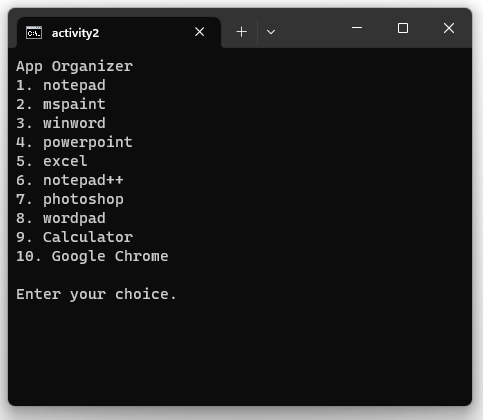 activity2
App Organizer
1. notepad
2. mspaint
3. winword
4. powerpoint
5. excel
6. notepad++
7. photoshop
8. wordpad
9. Calculator
10. Google Chrome
Enter your choice.